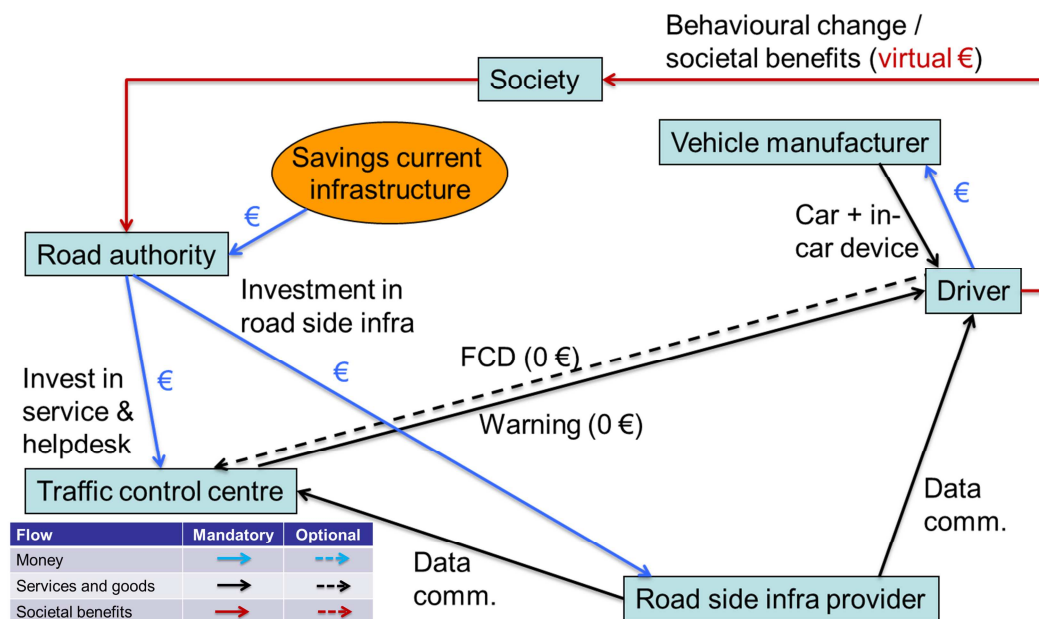 Behavioural change /
societal benefits (virtual €)
Society
Vehicle manufacturer
Savings current
infrastructure
€
€
Car + in-
car device
Road authority
Driver
Investment in
road side infra
FCD (0 €)
€
€
Invest in
service &
helpdesk
Warning (0 €)
Traffic control centre
Data
comm.
Data
comm.
Road side infra provider
Flow Mandatory Optional
Money
Services and goods
Societal benefits